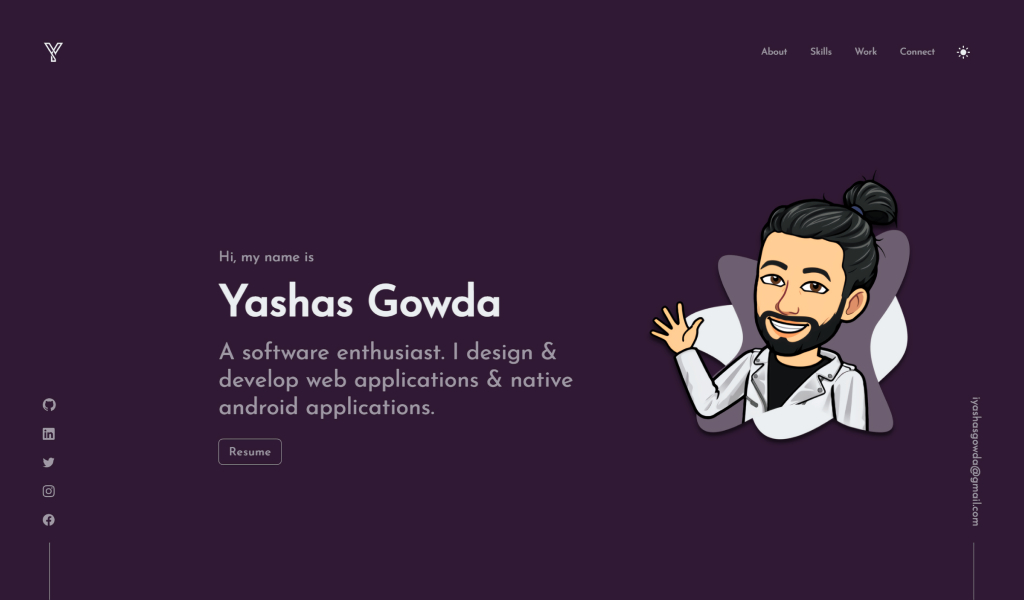 Y
About Skills Work Connect
Hi, my name is
Yashas Gowda
A software enthusiast. I design &
develop web applications & native
android applications.
Resume
iyashasgowda@gmail.com